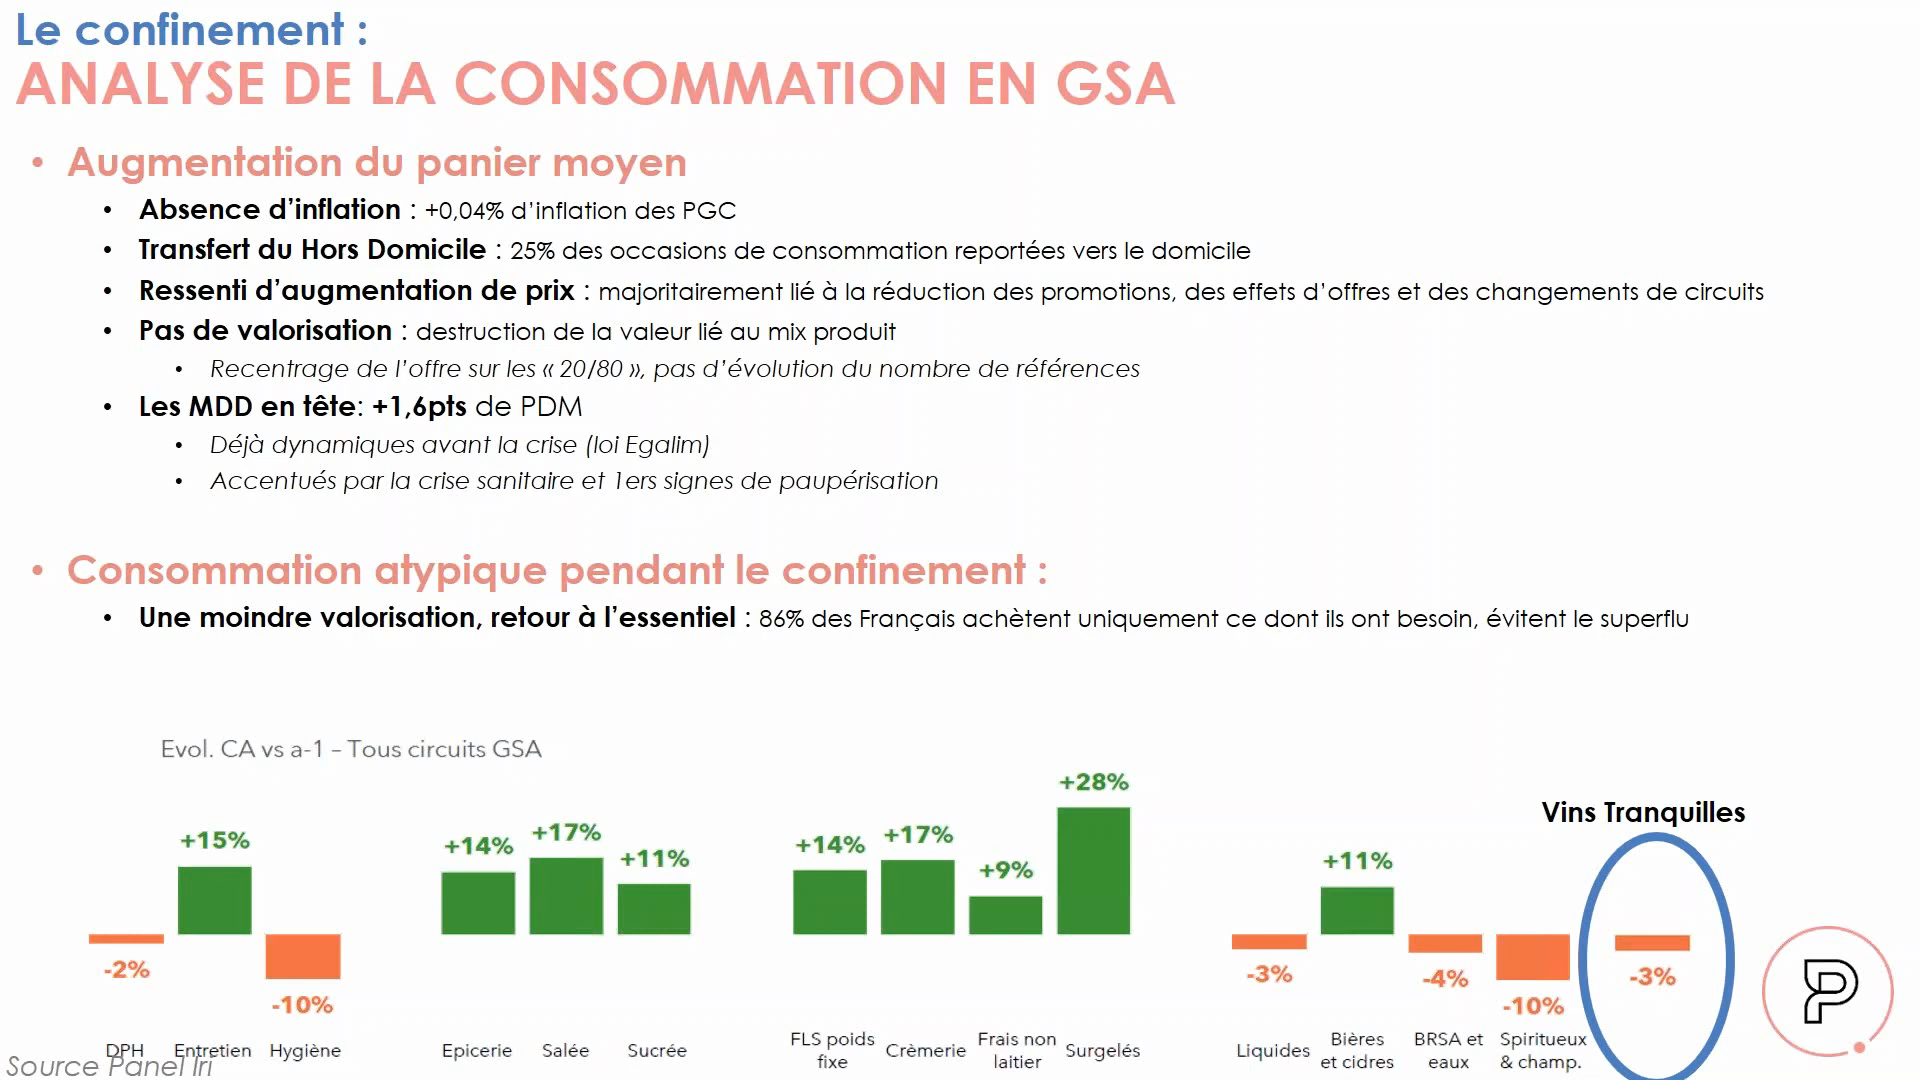 Le confinement :
ANALYSE DE LA CONSOMMATION EN GSA
• Augmentation du panier moyen
• Absence d’inflation : +0,04% d’inflation des PGC
• Transfert du Hors Domicile : 25% des occasions de consommation reportées vers le domicile
• Ressenti d’augmentation de prix : majoritairement lié à la réduction des promotions, des effets d’offres et des changements de circuits
• Pas de valorisation : destruction de la valeur lié au mix produit
• Recentrage de l’offre sur les « 20/80 », pas d’évolution du nombre de références
• Les MDD en tête: +1,6pts de PDM
• Déjà dynamiques avant la crise (loi Egalim)
• Accentués par la crise sanitaire et 1ers signes de paupérisation
• Consommation atypique pendant le confinement :
• Une moindre valorisation, retour à l’essentiel : 86% des Français achètent uniquement ce dont ils ont besoin, évitent le superflu
Evol. CA vs a-1 – Tous circuits GSA
-2% +15% -10% +14% +17% +11% +14% +17% +9% +28% -3% +11% -4% -10%
Vins Tranquilles
-3%
DPH Entretien Hygiène Epicerie Salée Sucrée FLS poids fixe Crèmerie Frais non laitier Surgelés Liquides Bières et cidres BRSA et eaux Spiritueux & champ.
Source Panel Iri
P